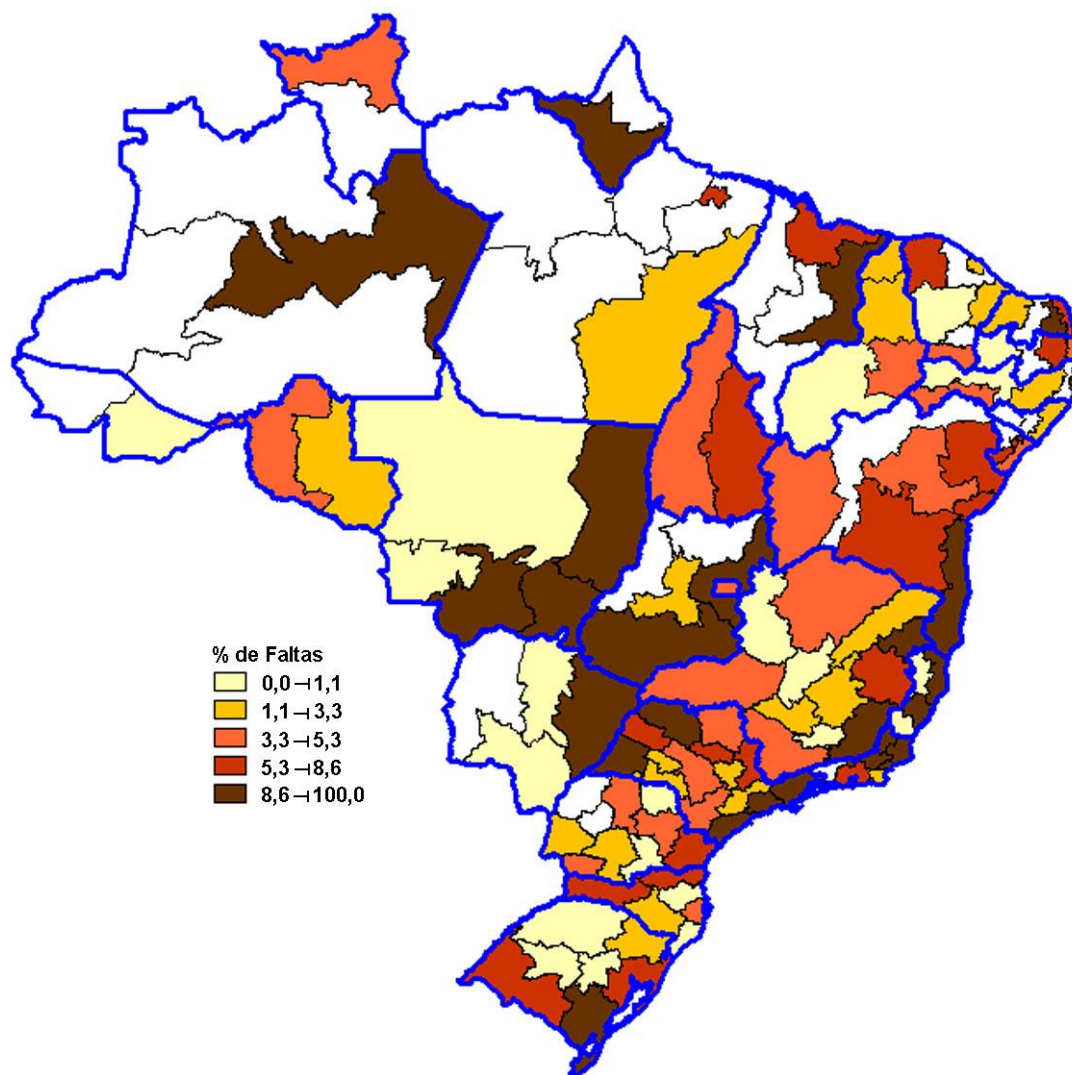 % de Faltas
0,0 ⊣ 1,1
1,1 ⊣ 3,3
3,3 ⊣ 5,3
5,3 ⊣ 8,6
8,6 ⊣ 100,0